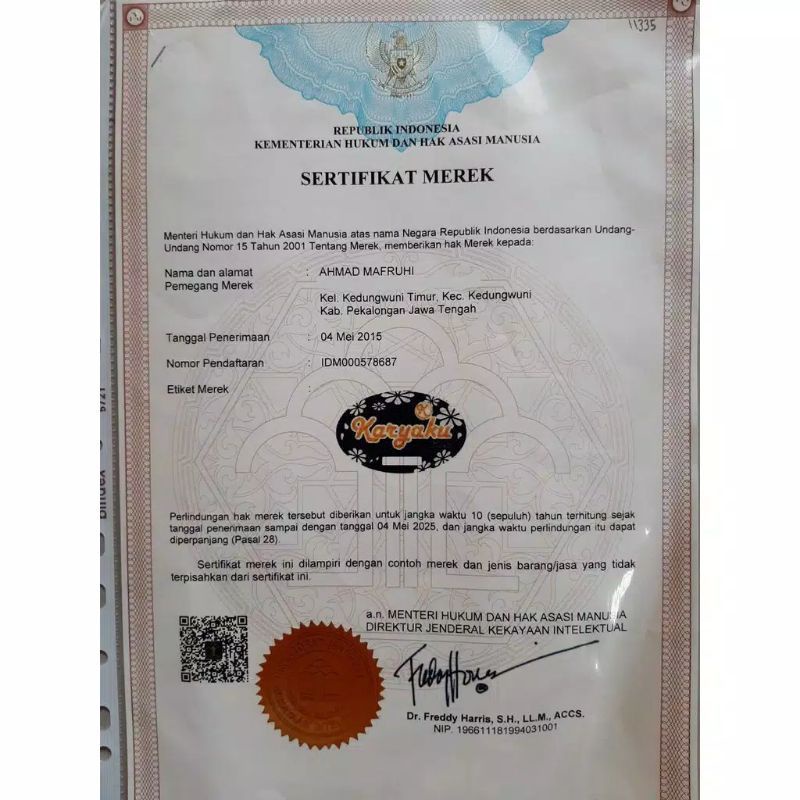 11335
REPUBLIK INDONESIA
KEMENTERIAN HUKUM DAN HAK ASASI MANUSIA
SERTIFIKAT MEREK
Menteri Hukum dan Hak Asasi Manusia atas nama Negara Republik Indonesia berdasarkan Undang-
Undang Nomor 15 Tahun 2001 Tentang Merek, memberikan hak Merek kepada:
Nama dan alamat : AHMAD MAFRUHI
Pemegang Merek
Kel. Kedungwuni Timur, Kec. Kedungwuni
Kab. Pekalongan Jawa Tengah
Tanggal Penerimaan : 04 Mei 2015
Nomor Pendaftaran : IDM000578687
Etiket Merek :
K
Karyaku
Perlindungan hak merek tersebut diberikan untuk jangka waktu 10 (sepuluh) tahun terhitung sejak
tanggal penerimaan sampai dengan tanggal 04 Mei 2025, dan jangka waktu perlindungan itu dapat
diperpanjang (Pasal 28).
Sertifikat merek ini dilampiri dengan contoh merek dan jenis barang/jasa yang tidak
terpisahkan dari sertifikat ini.
a.n. MENTERI HUKUM DAN HAK ASASI MANUSIA
DIREKTUR JENDERAL KEKAYAAN INTELEKTUAL
Dr. Freddy Harris, S.H., LL.M., ACCS.
NIP. 196611181994031001
bindex